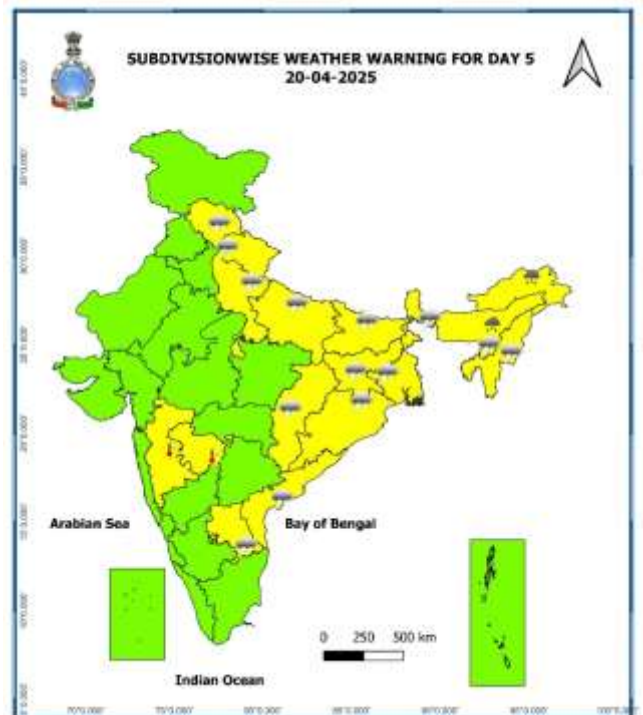 SUBDIVISIONWISE WEATHER WARNING FOR DAY 5
20-04-2025
Arabian Sea
Bay of Bengal
0 250 500 km
Indian Ocean